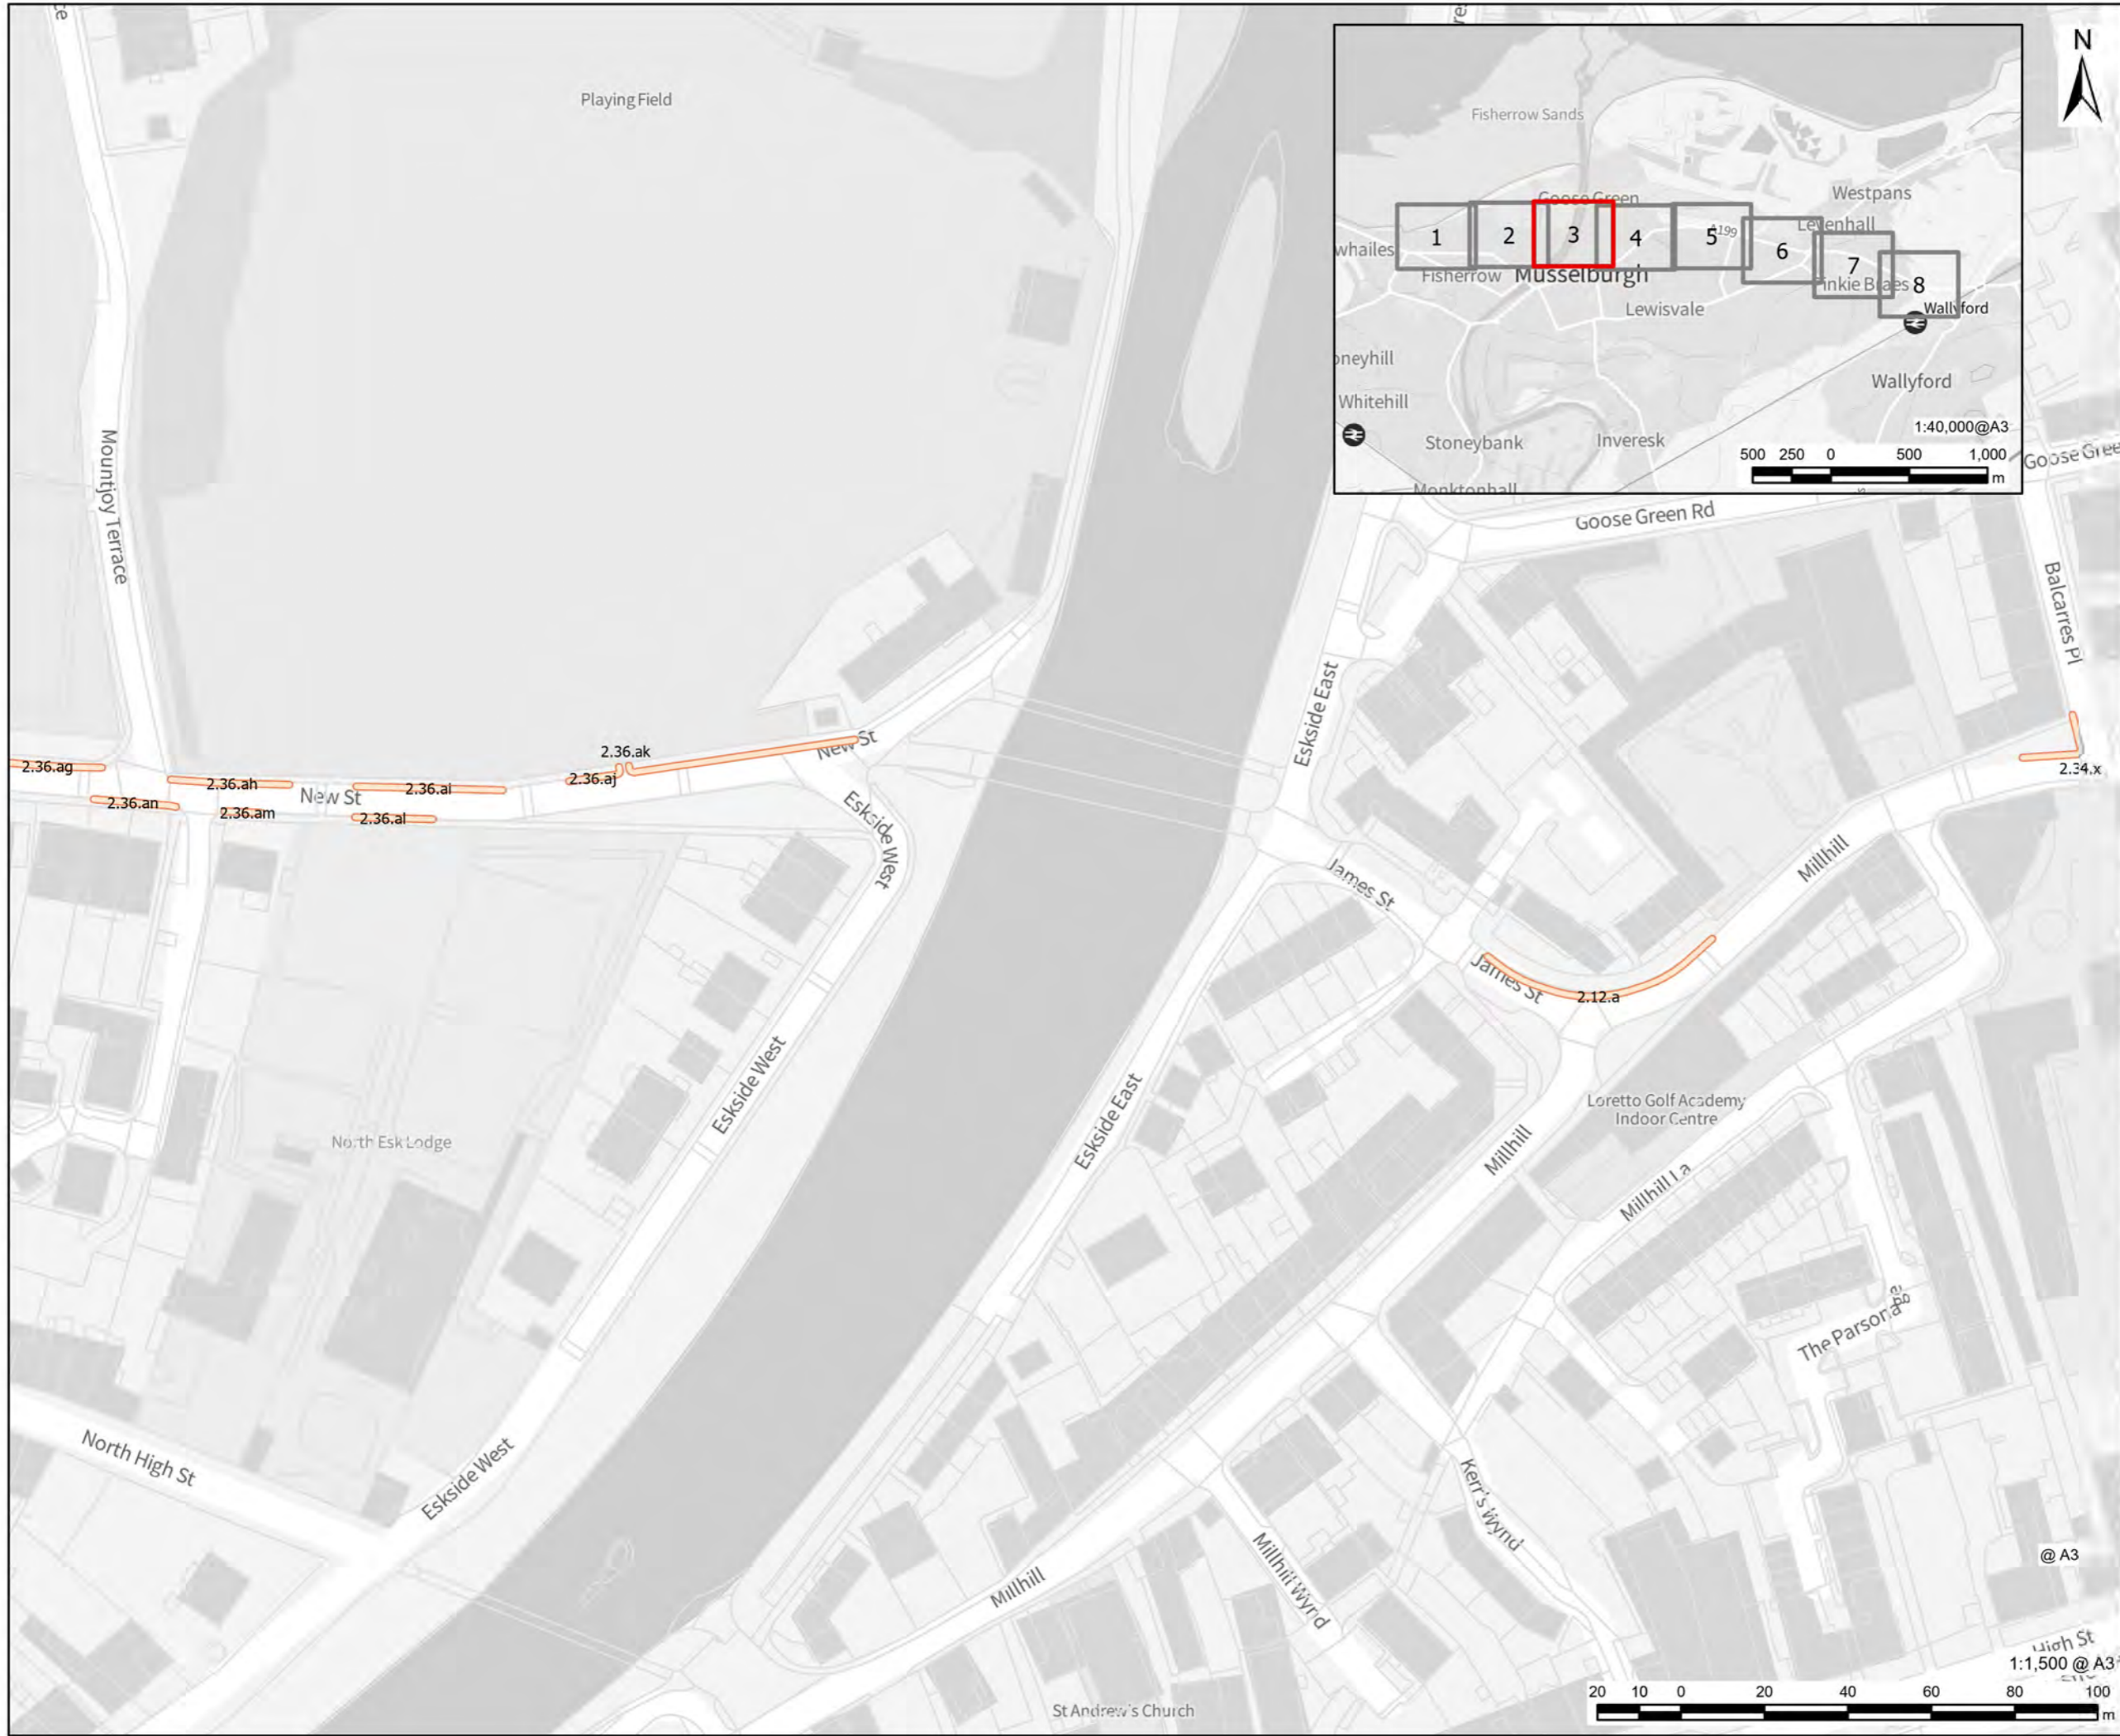 Playing Field
N
Fisherrow Sands
Goose Green
Westpans
Levenhall
A199
1
2
3
4
5
6
7
8
whailes
Fisherrow
Musselburgh
Lewisvale
Wallyford
oneyhill
Whitehill
Wallyford
Stoneybank
Inveresk
Monktonhall
1:40,000@A3
500 250 0 500 1,000
m
Goose Gree
Goose Green Rd
Mountjoy Terrace
Balcarres Pl
Eskside East
2.36.ag
2.36.ah
2.36.ai
2.36.aj
2.36.ak
New St
New St
2.36.an
2.36.am
2.36.al
2.34.x
Eskside West
James St
Millhill
James St
2.12.a
Eskside West
Eskside East
North Esk Lodge
Loretto Golf Academy
Indoor Centre
Millhill
Millhill La
The Parsonage
North High St
Eskside West
Kerr's Wynd
Millhill Wynd
Millhill
St Andrew's Church
@ A3
High St
1:1,500 @ A3
20 10 0 20 40 60 80 100
m